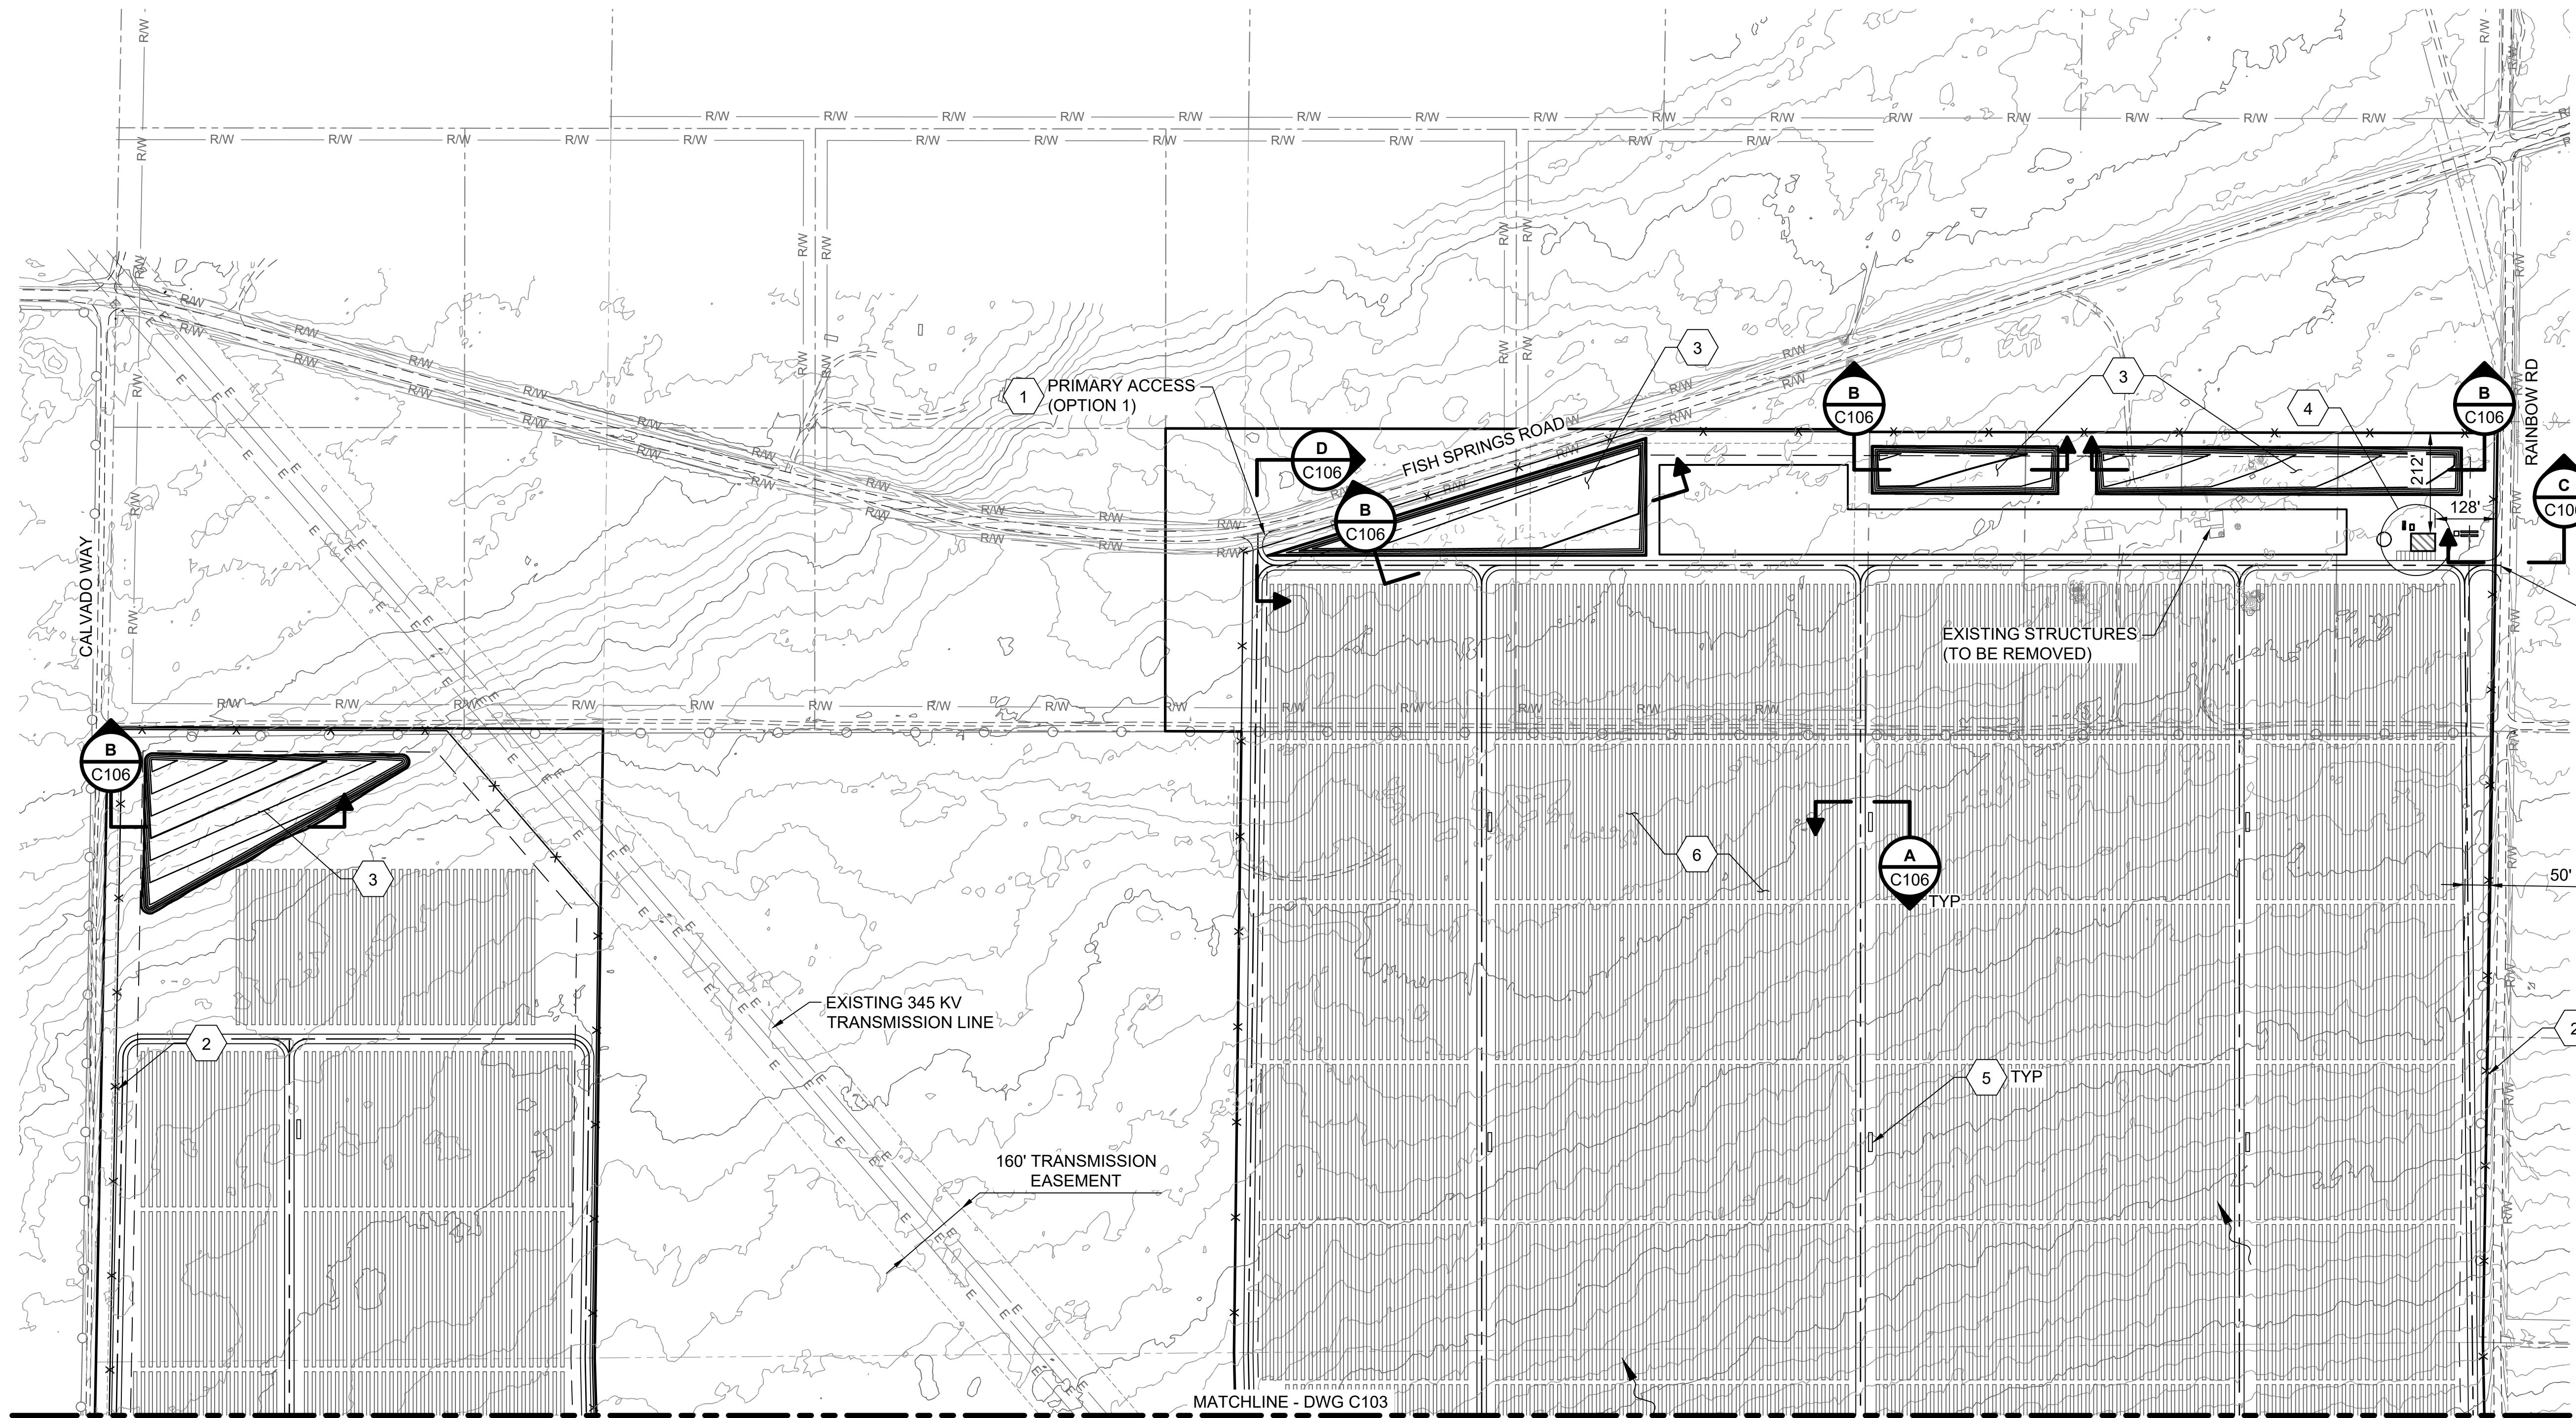 R/W R/W R/W R/W R/W R/W R/W R/W R/W R/W R/W R/W R/W R/W R/W
R/W R/W R/W R/W R/W R/W R/W R/W R/W R/W R/W R/W R/W
1
PRIMARY ACCESS
(OPTION 1)
3
3
4
B
C106
B
C106
RAINBOW RD
D
C106
FISH SPRINGS ROAD
B
C106
212'
128'
C
CALVADO WAY
EXISTING STRUCTURES
(TO BE REMOVED)
R/W R/W R/W R/W R/W R/W R/W R/W R/W R/W R/W R/W R/W R/W
B
C106
3
6
A
C106
TYP
50'
EXISTING 345 KV
TRANSMISSION LINE
2
2
5
TYP
160' TRANSMISSION
EASEMENT
MATCHLINE - DWG C103